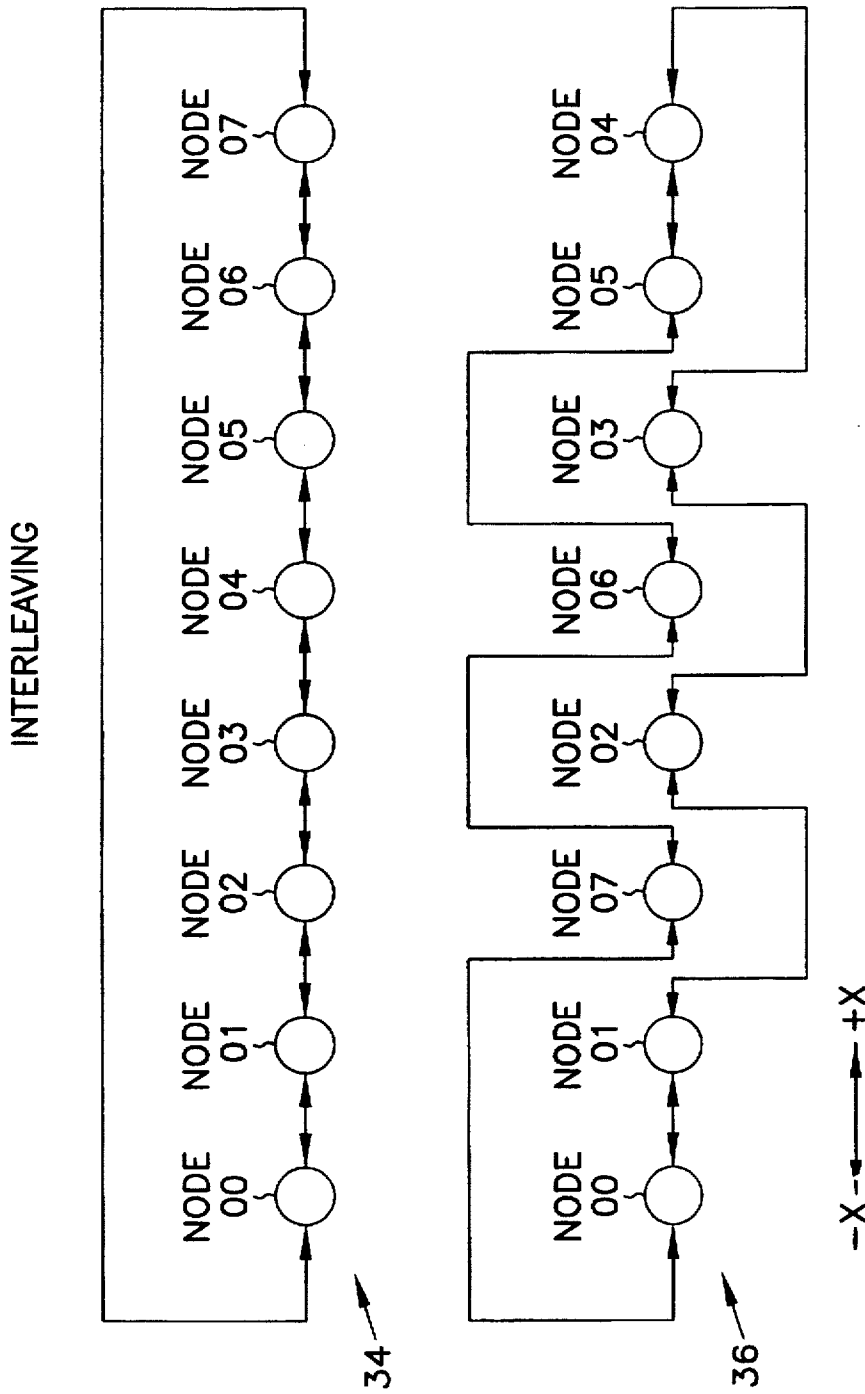 INTERLEAVING
NODE 00
NODE 01
NODE 02
NODE 03
NODE 04
NODE 05
NODE 06
NODE 07
34
NODE 00
NODE 01
NODE 07
NODE 02
NODE 06
NODE 03
NODE 05
NODE 04
36
-X
+X